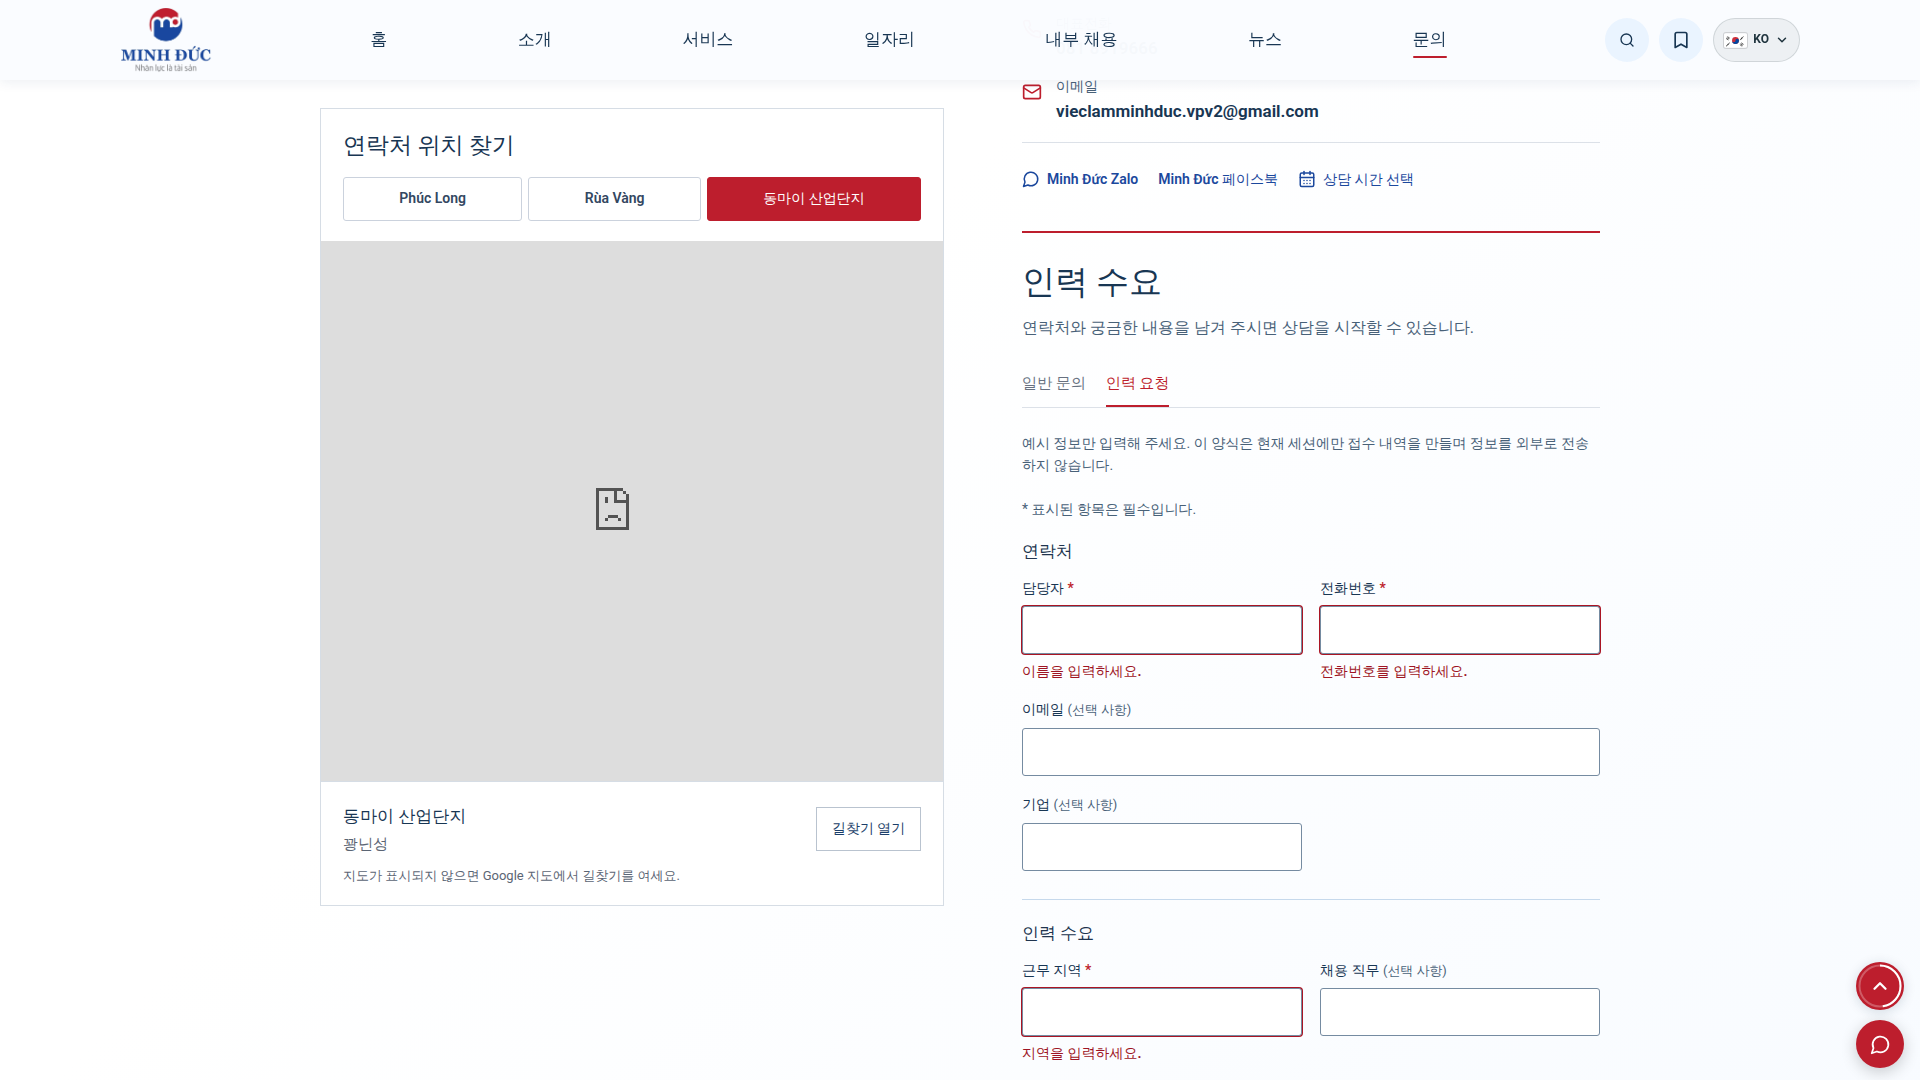 MINH ĐỨC
Nhân lực là tài sản
홈
소개
서비스
일자리
내부 채용
뉴스
문의
KO
연락처 위치 찾기
Phúc Long
Rùa Vàng
동마이 산업단지
동마이 산업단지
꽝닌성
길찾기 열기
지도가 표시되지 않으면 Google 지도에서 길찾기를 여세요.
이메일
vieclamminhduc.vpv2@gmail.com
Minh Đức Zalo
Minh Đức 페이스북
상담 시간 선택
인력 수요
연락처와 궁금한 내용을 남겨 주시면 상담을 시작할 수 있습니다.
일반 문의
인력 요청
예시 정보만 입력해 주세요. 이 양식은 현재 세션에만 접수 내역을 만들며 정보를 외부로 전송
하지 않습니다.
* 표시된 항목은 필수입니다.
연락처
담당자 *
전화번호 *
이름을 입력하세요.
전화번호를 입력하세요.
이메일 (선택 사항)
기업 (선택 사항)
인력 수요
근무 지역 *
채용 직무 (선택 사항)
지역을 입력하세요.